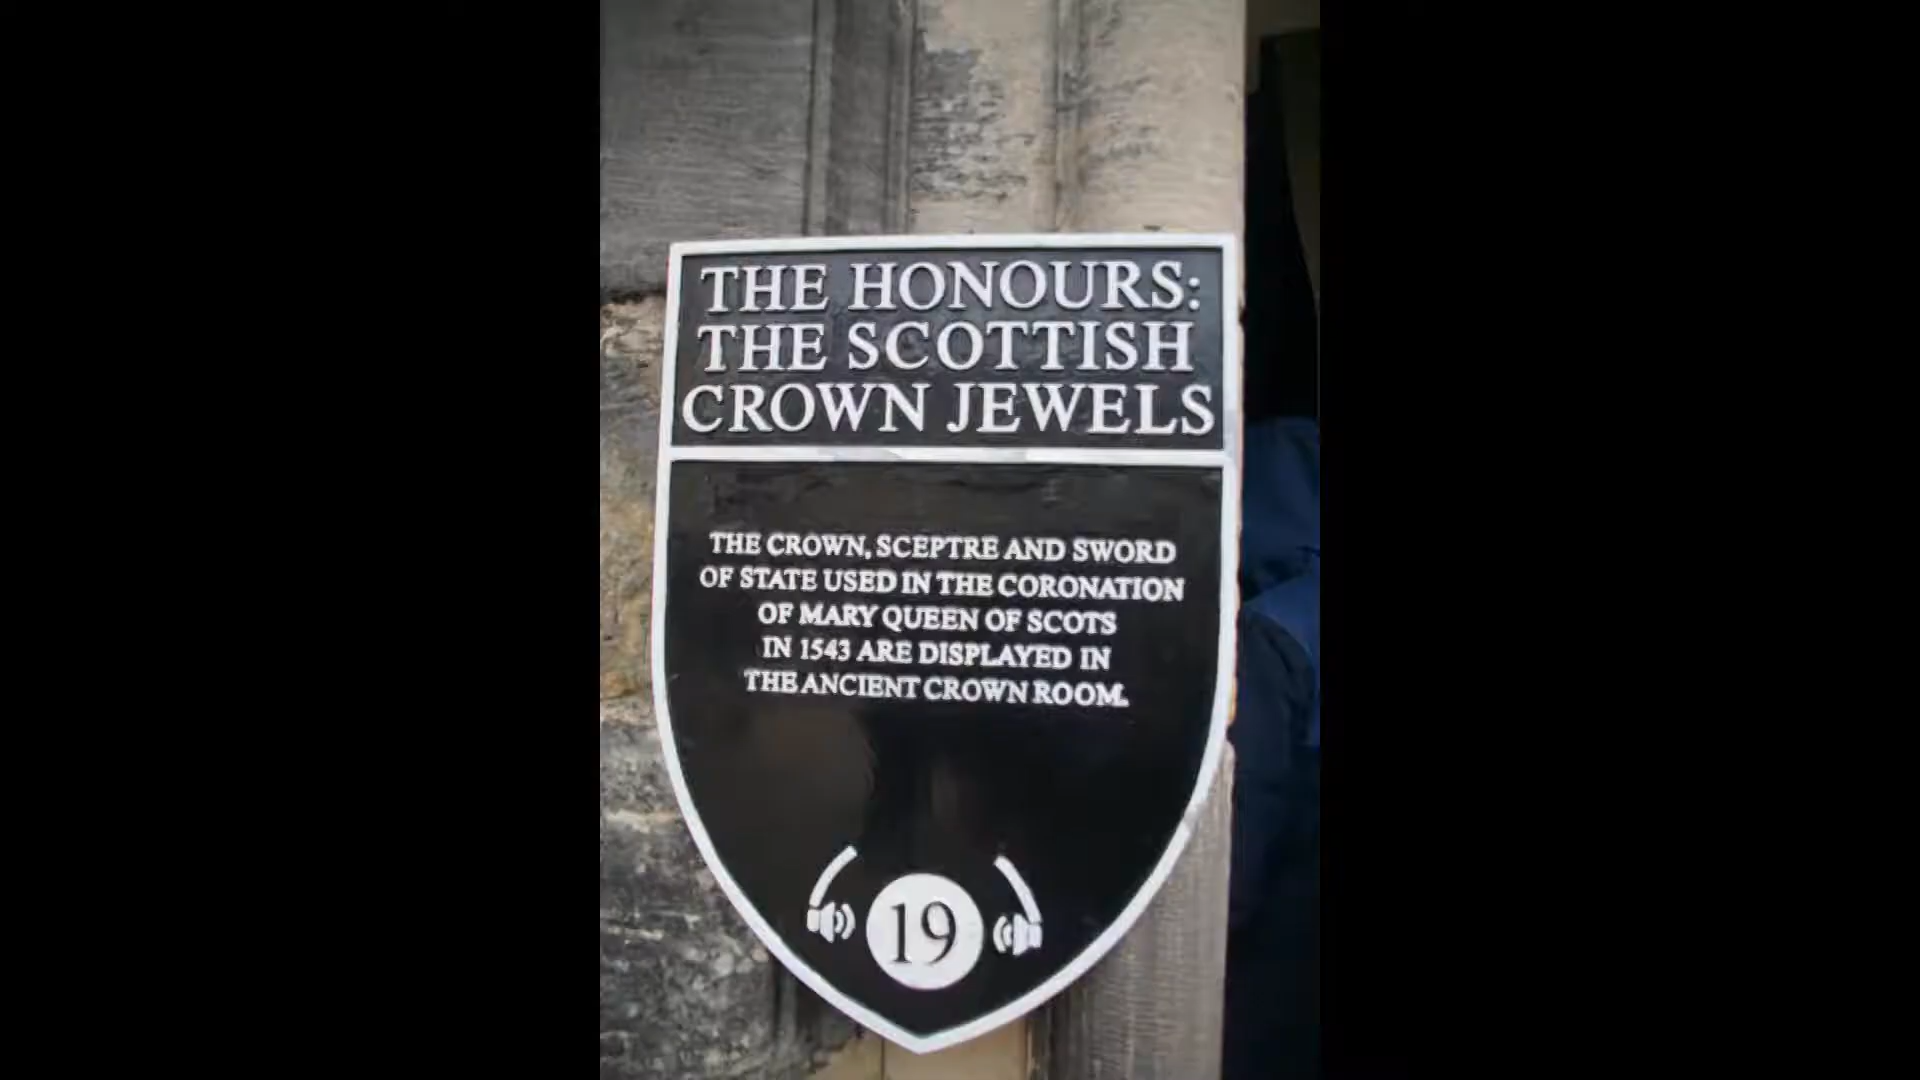 THE HONOURS:
THE SCOTTISH
CROWN JEWELS
THE CROWN, SCEPTRE AND SWORD
OF STATE USED IN THE CORONATION
OF MARY QUEEN OF SCOTS
IN 1543 ARE DISPLAYED IN
THE ANCIENT CROWN ROOM.
19